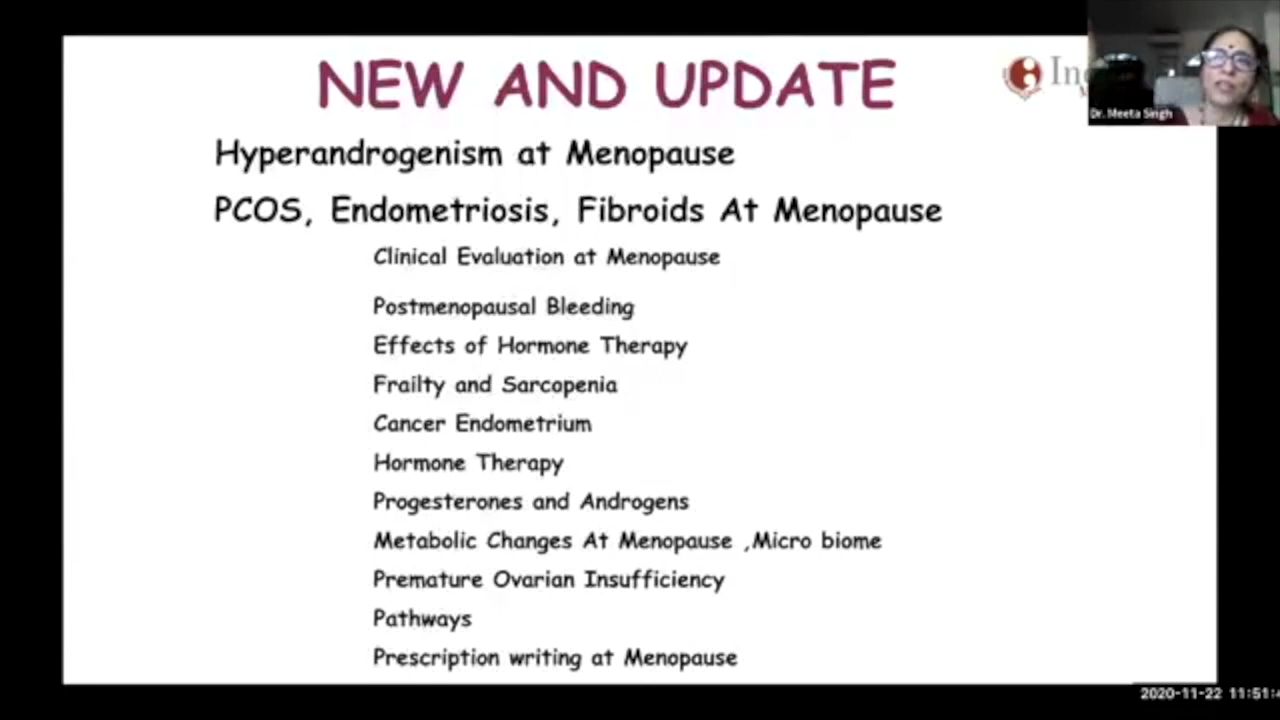 NEW AND UPDATE
Dr. Meeta Singh
Hyperandrogenism at Menopause
PCOS, Endometriosis, Fibroids At Menopause
Clinical Evaluation at Menopause
Postmenopausal Bleeding
Effects of Hormone Therapy
Frailty and Sarcopenia
Cancer Endometrium
Hormone Therapy
Progesterones and Androgens
Metabolic Changes At Menopause ,Micro biome
Premature Ovarian Insufficiency
Pathways
Prescription writing at Menopause
2020-11-22 11:51: